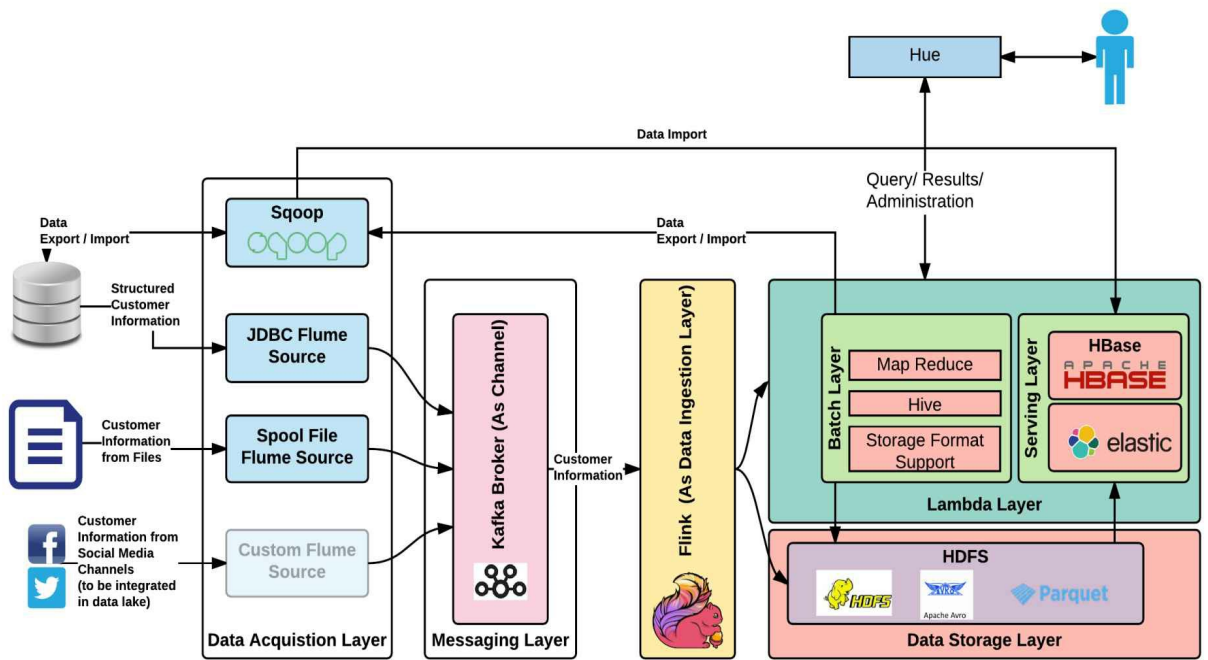 Hue
Data Import
Query/ Results/
Administration
Data
Export / Import
Sqoop
sqoop
Data
Export / Import
Structured
Customer
Information
JDBC Flume
Source
Customer
Information
from Files
Spool File
Flume Source
Customer
Information from
Social Media
Channels
(to be integrated
in data lake)
f
Custom Flume
Source
Data Acquistion Layer
Kafka Broker (As Channel)
Messaging Layer
Customer
Information
Flink (As Data Ingestion Layer)
Batch Layer
Map Reduce
Hive
Storage Format
Support
Serving Layer
HBase
APACHE
HBASE
elastic
Lambda Layer
HDFS
HDFS
AVRO
Apache Avro
Parquet
Data Storage Layer